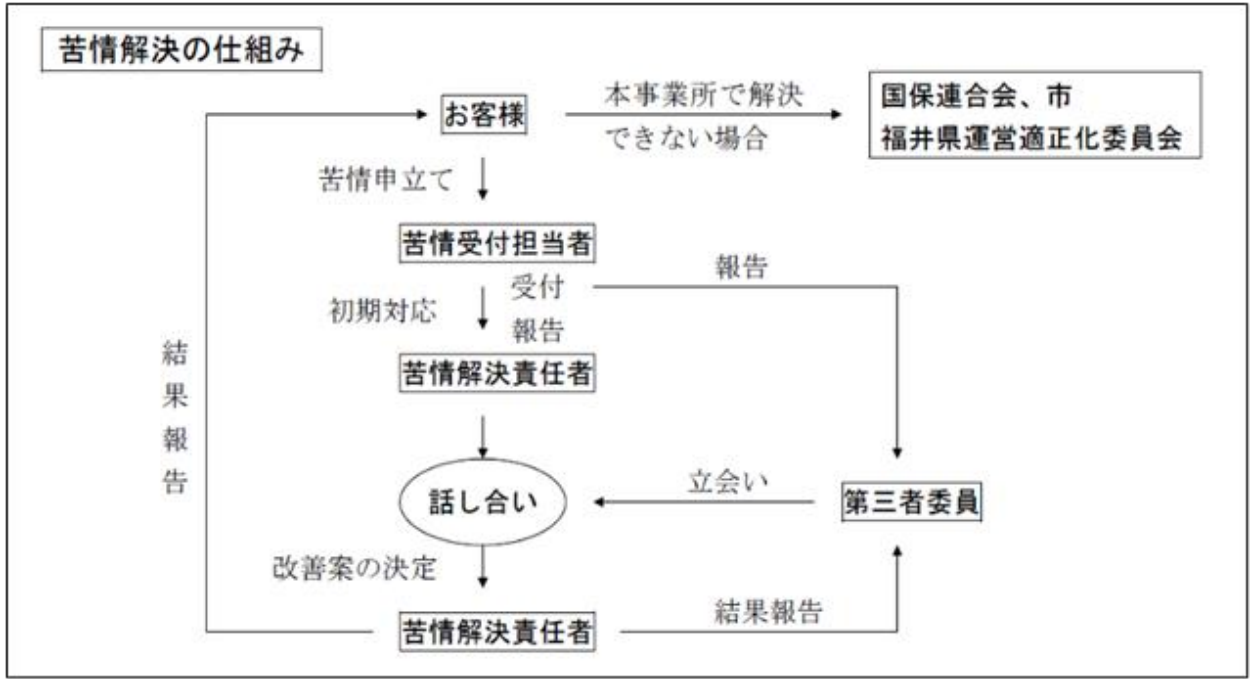 苦情解決の仕組み
お客様
本事業所で解決
できない場合
国保連合会、市
福井県運営適正化委員会
苦情申立て
苦情受付担当者
初期対応
受付
報告
報告
苦情解決責任者
結果報告
話し合い
立会い
第三者委員
改善案の決定
苦情解決責任者
結果報告